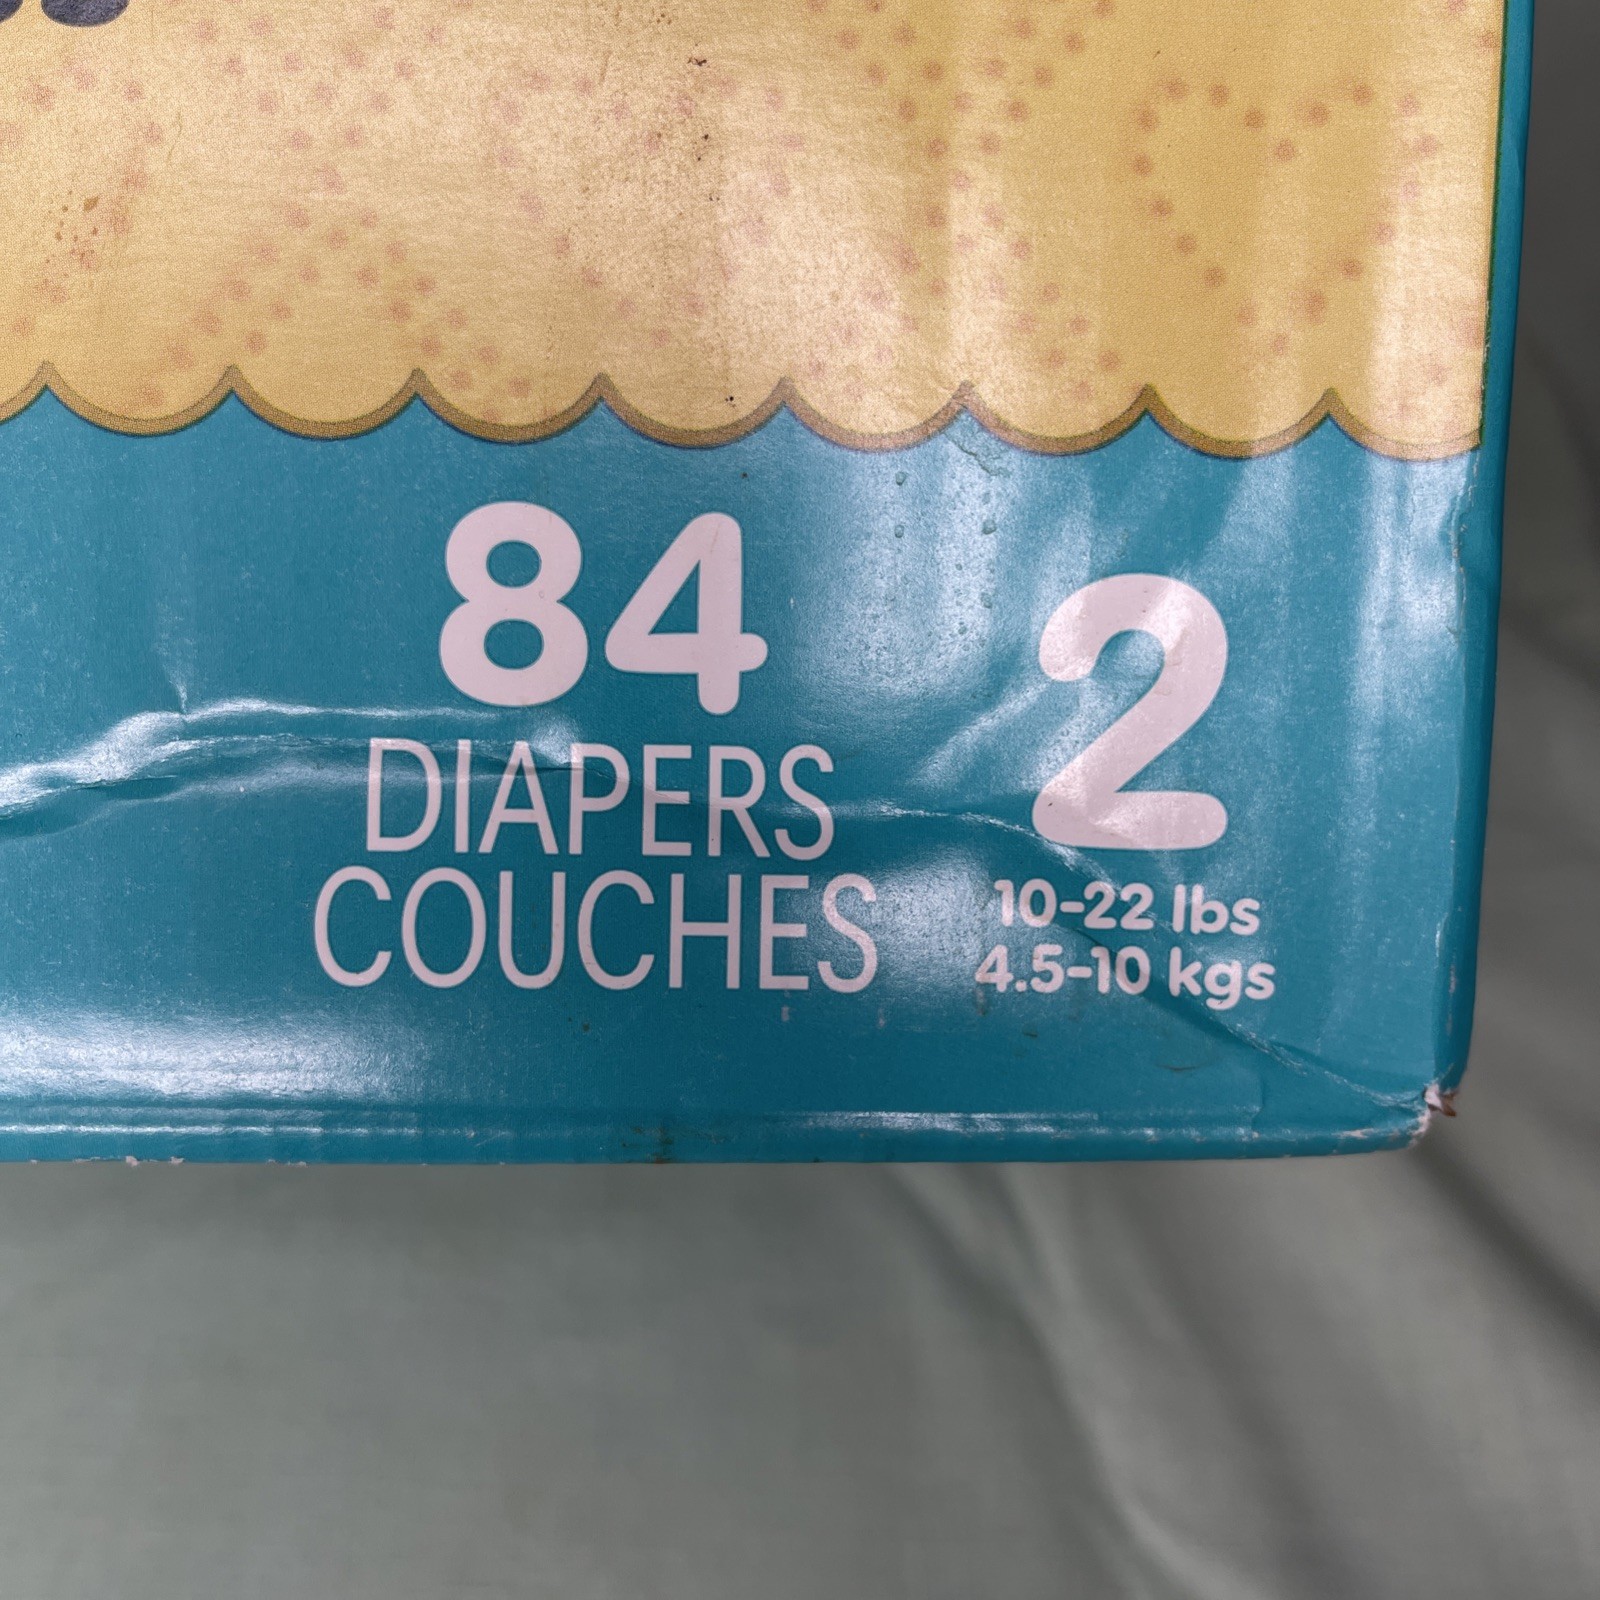 84
DIAPERS
COUCHES
2
10-22 lbs
4.5-10 kgs